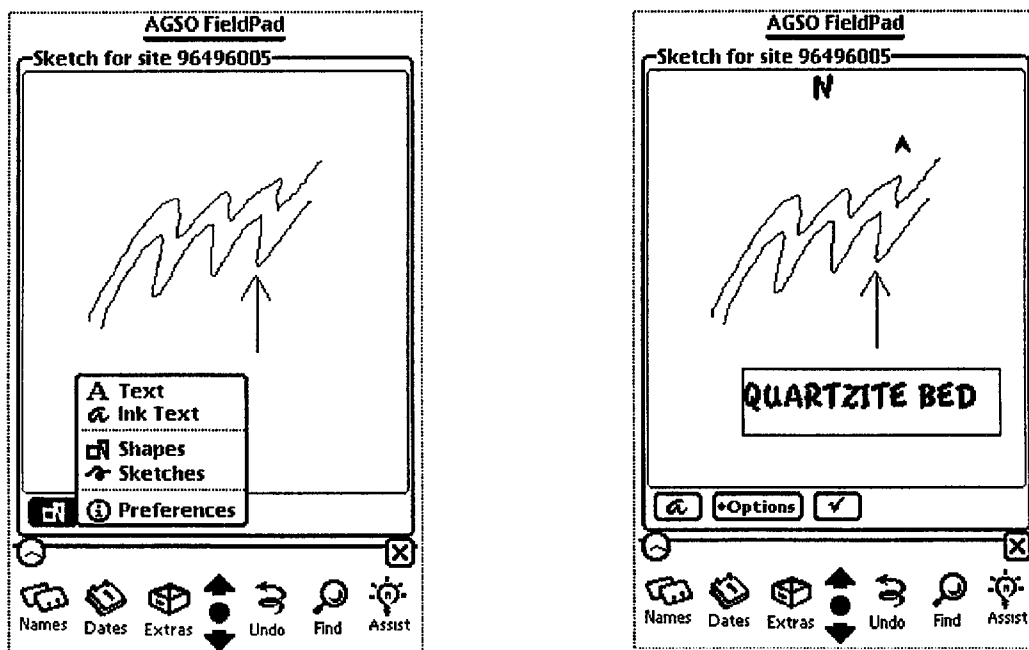 AGSO FieldPad
Sketch for site 96496005
A Text
a Ink Text
Shapes
Sketches
Preferences
Names Dates Extras Undo Find Assist
AGSO FieldPad
Sketch for site 96496005
N
QUARTZITE BED
a
Options
Names Dates Extras Undo Find Assist